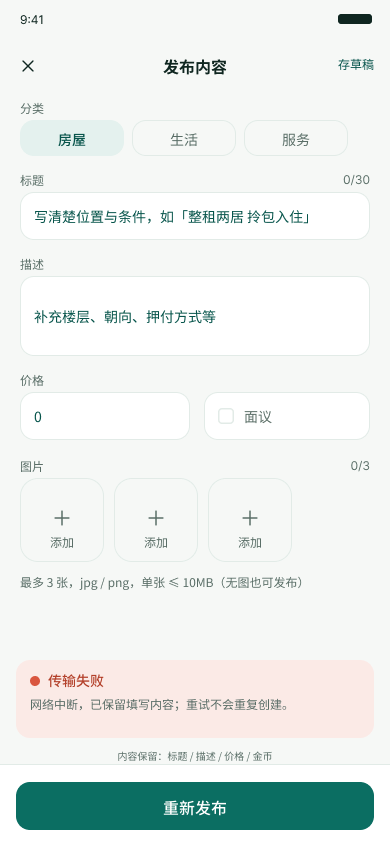 9:41
发布内容
存草稿
分类
房屋
生活
服务
标题
0/30
写清楚位置与条件，如「整租两居 拎包入住」
描述
补充楼层、朝向、押付方式等
价格
0
面议
图片
0/3
添加
添加
添加
最多 3 张，jpg / png，单张 ≤ 10MB（无图也可发布）
传输失败
网络中断，已保留填写内容；重试不会重复创建。
内容保留：标题 / 描述 / 价格 / 金币
重新发布